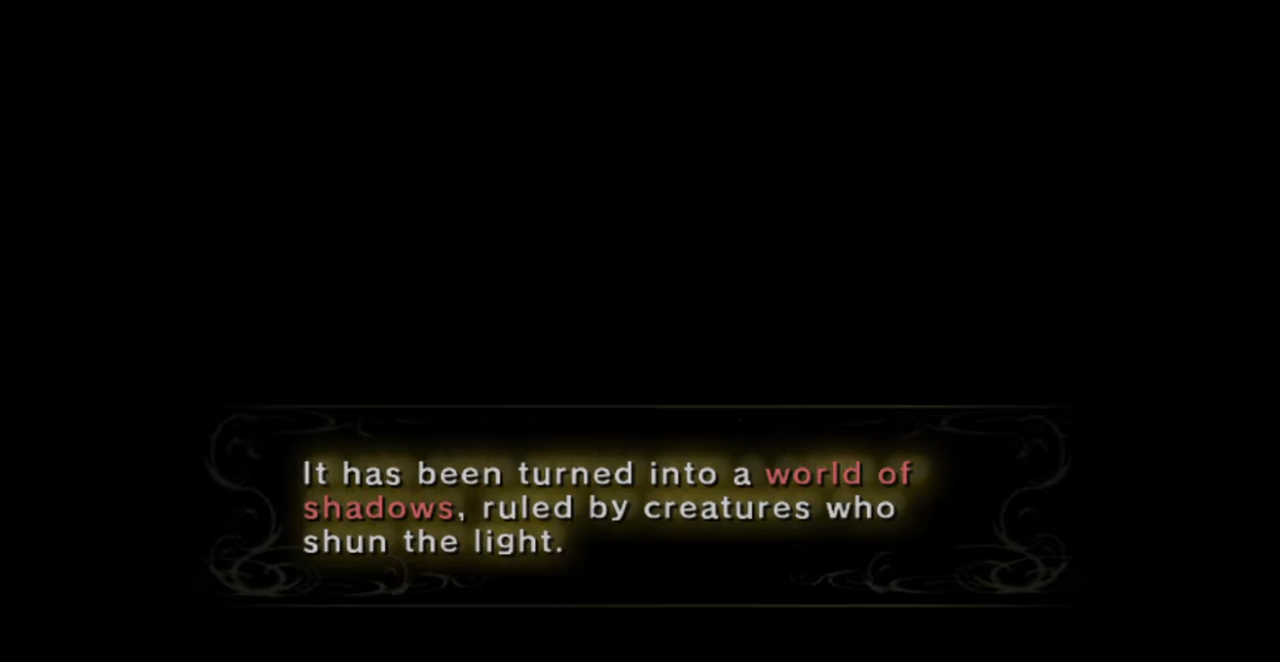 It has been turned into a world of
shadows, ruled by creatures who
shun the light.